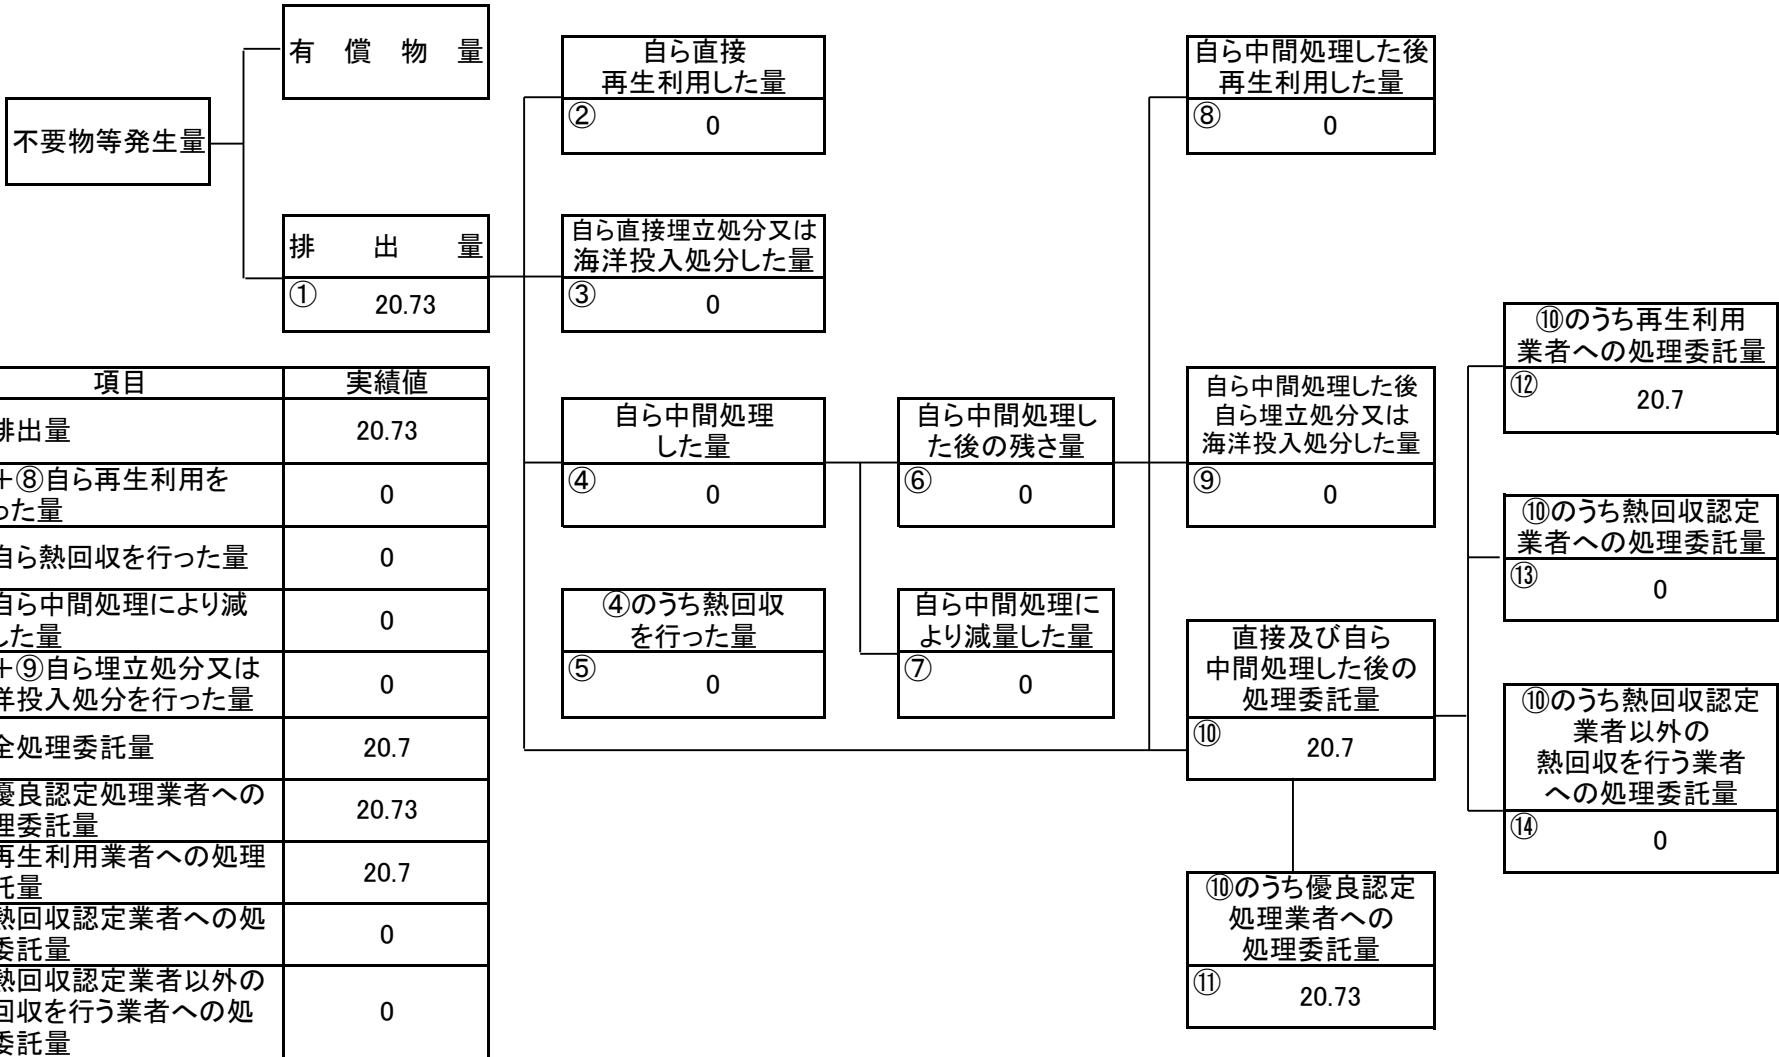 有 償 物 量
不要物等発生量
排 出 量
① 20.73
自ら直接
再生利用した量
② 0
自ら直接埋立処分又は
海洋投入処分した量
③ 0
自ら中間処理
した量
④ 0
④のうち熱回収
を行った量
⑤ 0
自ら中間処理し
た後の残さ量
⑥ 0
自ら中間処理に
より減量した量
⑦ 0
自ら中間処理した後
再生利用した量
⑧ 0
自ら中間処理した後
自ら埋立処分又は
海洋投入処分した量
⑨ 0
直接及び自ら
中間処理した後の
処理委託量
⑩ 20.7
⑩のうち優良認定
処理業者への
処理委託量
⑪ 20.73
⑩のうち再生利用
業者への処理委託量
⑫ 20.7
⑩のうち熱回収認定
業者への処理委託量
⑬ 0
⑩のうち熱回収認定
業者以外の
熱回収を行う業者
への処理委託量
⑭ 0
項目 実績値
排出量 20.73
+⑧自ら再生利用を
った量 0
自ら熱回収を行った量 0
自ら中間処理により減
した量 0
+⑨自ら埋立処分又は
洋投入処分を行った量 0
全処理委託量 20.7
優良認定処理業者への
理委託量 20.73
再生利用業者への処理
託量 20.7
熱回収認定業者への処
委託量 0
熱回収認定業者以外の
回収を行う業者への処
委託量 0